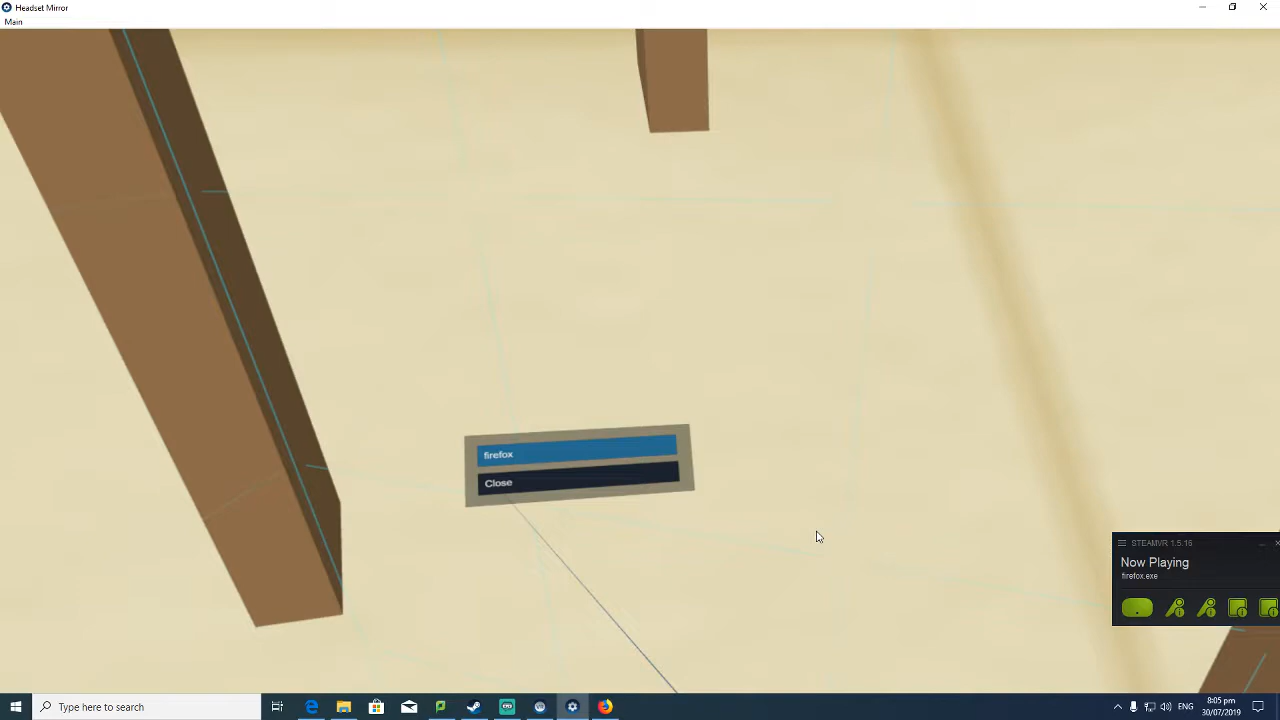 Headset Mirror
Main
firefox
Close
STEAMVR 1.5.16
Now Playing
firefox.exe
Type here to search
ENG
8:05 pm
30/07/2019